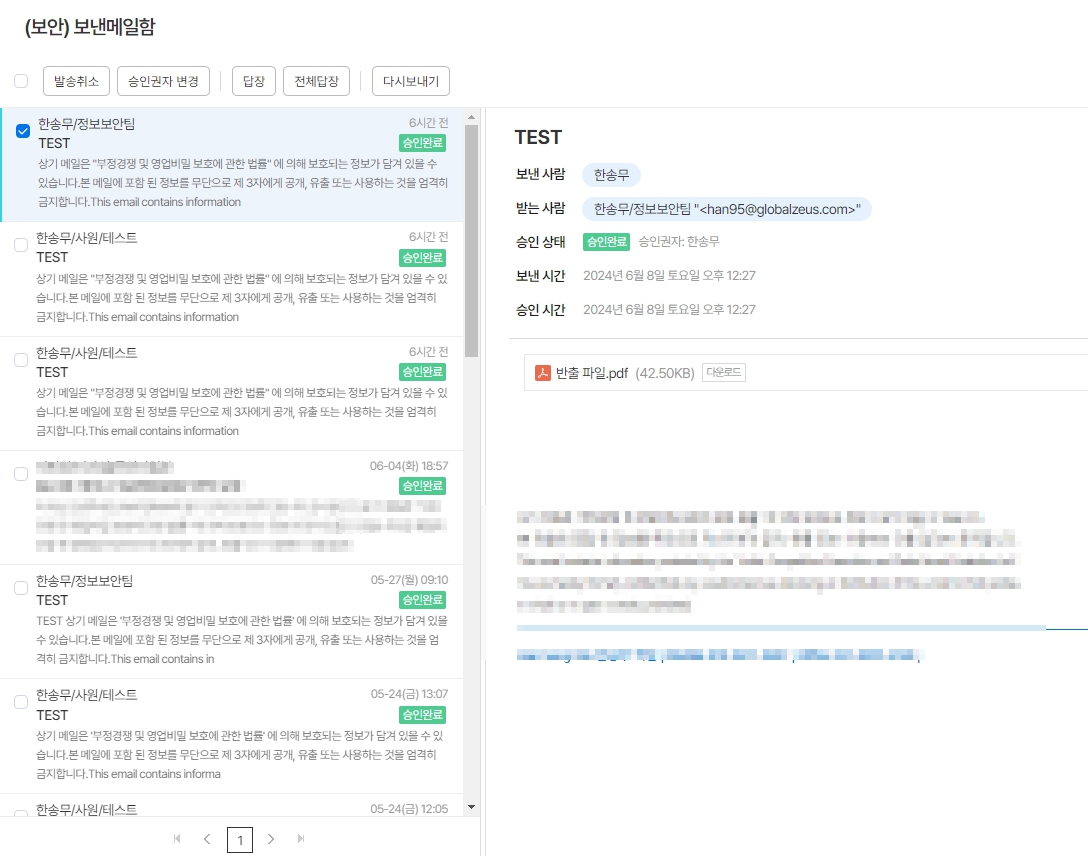 (보안) 보낸메일함
발송취소 승인권자 변경 답장 전체답장 다시보내기
한송무/정보보안팀 6시간 전
TEST 승인완료
상기 메일은 "부정경쟁 및 영업비밀 보호에 관한 법률" 에 의해 보호되는 정보가 담겨 있을 수
있습니다.본 메일에 포함 된 정보를 무단으로 제 3자에게 공개, 유출 또는 사용하는 것을 엄격히
금지합니다.This email contains information
한송무/사원/테스트 6시간 전
TEST 승인완료
상기 메일은 "부정경쟁 및 영업비밀 보호에 관한 법률" 에 의해 보호되는 정보가 담겨 있을 수 있
습니다.본 메일에 포함 된 정보를 무단으로 제 3자에게 공개, 유출 또는 사용하는 것을 엄격히
금지합니다.This email contains information
한송무/사원/테스트 6시간 전
TEST 승인완료
상기 메일은 "부정경쟁 및 영업비밀 보호에 관한 법률" 에 의해 보호되는 정보가 담겨 있을 수 있
습니다.본 메일에 포함 된 정보를 무단으로 제 3자에게 공개, 유출 또는 사용하는 것을 엄격히
금지합니다.This email contains information
06-04(화) 18:57
승인완료
한송무/정보보안팀 05-27(월) 09:10
TEST 승인완료
TEST 상기 메일은 '부정경쟁 및 영업비밀 보호에 관한 법률' 에 의해 보호되는 정보가 담겨 있을
수 있습니다.본 메일에 포함 된 정보를 무단으로 제 3자에게 공개, 유출 또는 사용하는 것을 엄
격히 금지합니다.This email contains in
한송무/사원/테스트 05-24(금) 13:07
TEST 승인완료
상기 메일은 '부정경쟁 및 영업비밀 보호에 관한 법률' 에 의해 보호되는 정보가 담겨 있을 수 있
습니다.본 메일에 포함 된 정보를 무단으로 제 3자에게 공개, 유출 또는 사용하는 것을 엄격히
금지합니다.This email contains informa
한송무/사원/테스트 05-24(금) 12:05
1
TEST
보낸 사람 한송무
받는 사람 한송무/정보보안팀 "<han95@globalzeus.com>"
승인 상태 승인완료 승인권자: 한송무
보낸 시간 2024년 6월 8일 토요일 오후 12:27
승인 시간 2024년 6월 8일 토요일 오후 12:27
반출 파일.pdf (42.50KB) 다운로드